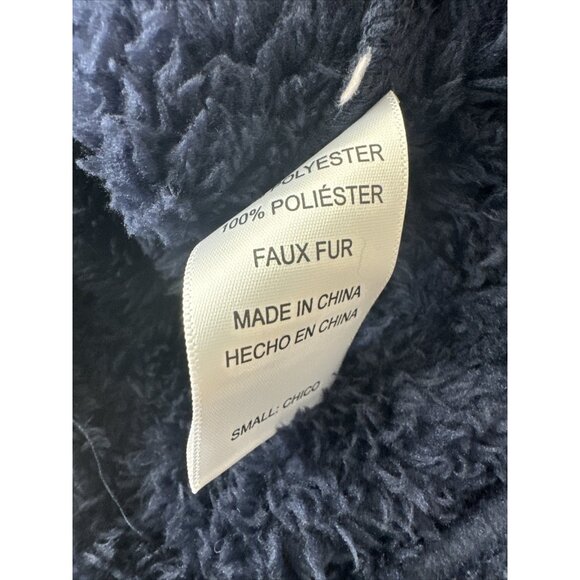 POLYESTER
100% POLIÉSTER
FAUX FUR
MADE IN CHINA
HECHO EN CHINA
SMALL: CHICO